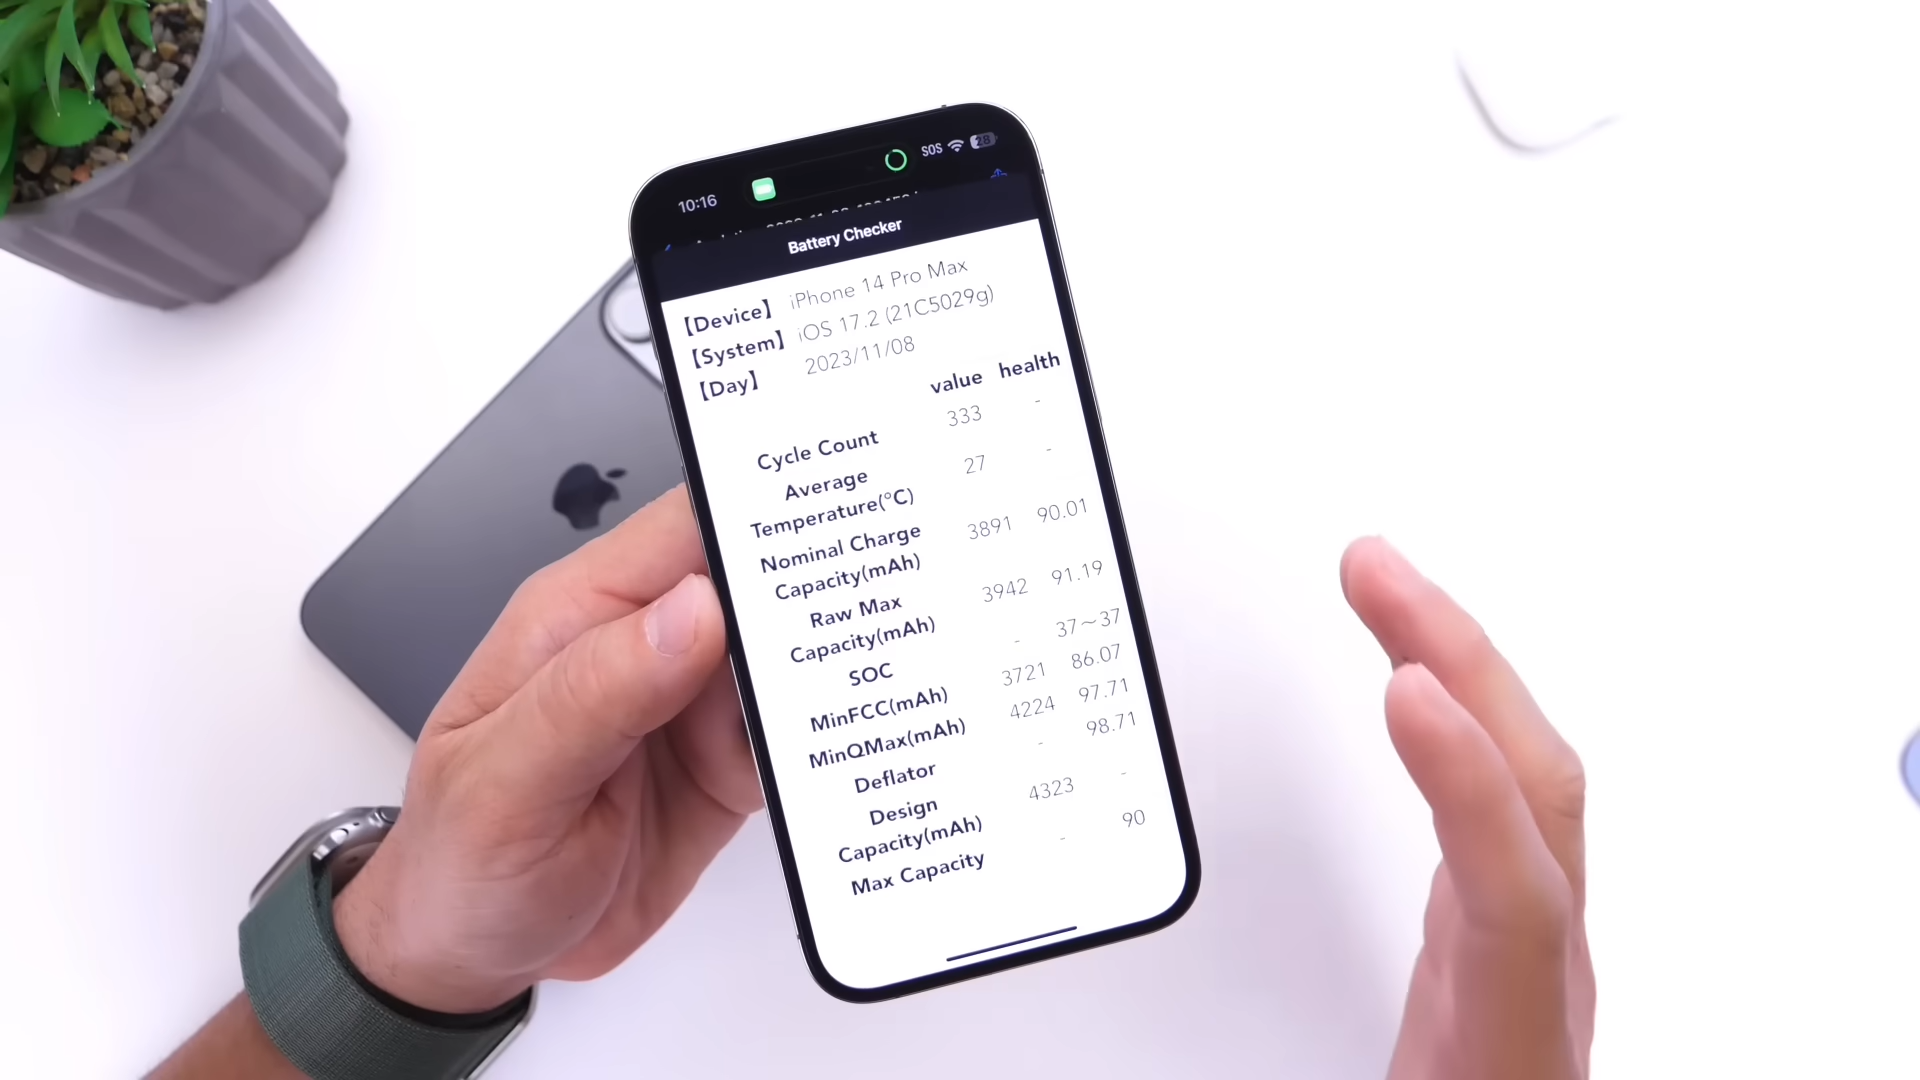 10:16
SOS
28
Battery Checker
【Device】 iPhone 14 Pro Max
【System】 iOS 17.2 (21C5029g)
【Day】 2023/11/08
value health
Cycle Count 333 -
Average
Temperature(°C) 27 -
Nominal Charge
Capacity(mAh) 3891 90.01
Raw Max
Capacity(mAh) 3942 91.19
SOC - 37~37
MinFCC(mAh) 3721 86.07
MinQMax(mAh) 4224 97.71
Deflator - 98.71
Design
Capacity(mAh) 4323 -
Max Capacity - 90